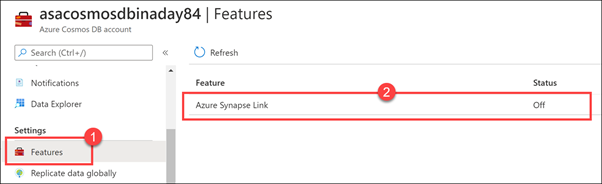 asacosmosdbinaday84 | Features
Azure Cosmos DB account
Search (Ctrl+/)
«
Refresh
Notifications
Data Explorer
Settings
1
Features
Replicate data globally
Feature
Status
2
Azure Synapse Link
Off